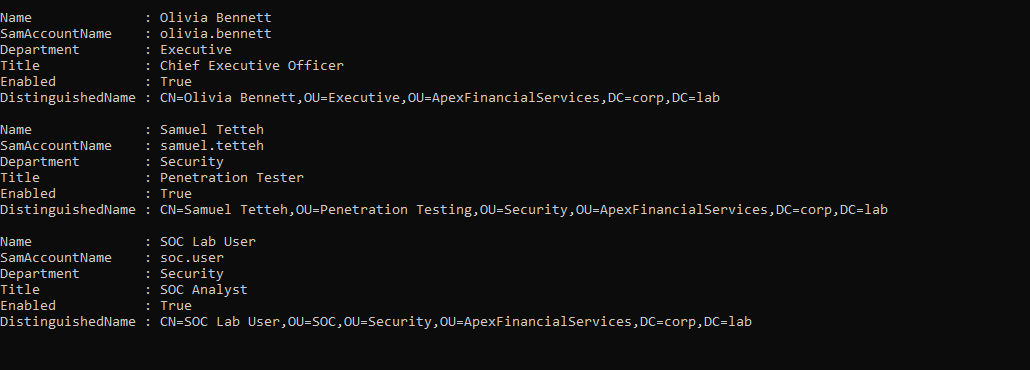 Name              : Olivia Bennett
SamAccountName    : olivia.bennett
Department        : Executive
Title             : Chief Executive Officer
Enabled           : True
DistinguishedName : CN=Olivia Bennett,OU=Executive,OU=ApexFinancialServices,DC=corp,DC=lab

Name              : Samuel Tetteh
SamAccountName    : samuel.tetteh
Department        : Security
Title             : Penetration Tester
Enabled           : True
DistinguishedName : CN=Samuel Tetteh,OU=Penetration Testing,OU=Security,OU=ApexFinancialServices,DC=corp,DC=lab

Name              : SOC Lab User
SamAccountName    : soc.user
Department        : Security
Title             : SOC Analyst
Enabled           : True
DistinguishedName : CN=SOC Lab User,OU=SOC,OU=Security,OU=ApexFinancialServices,DC=corp,DC=lab